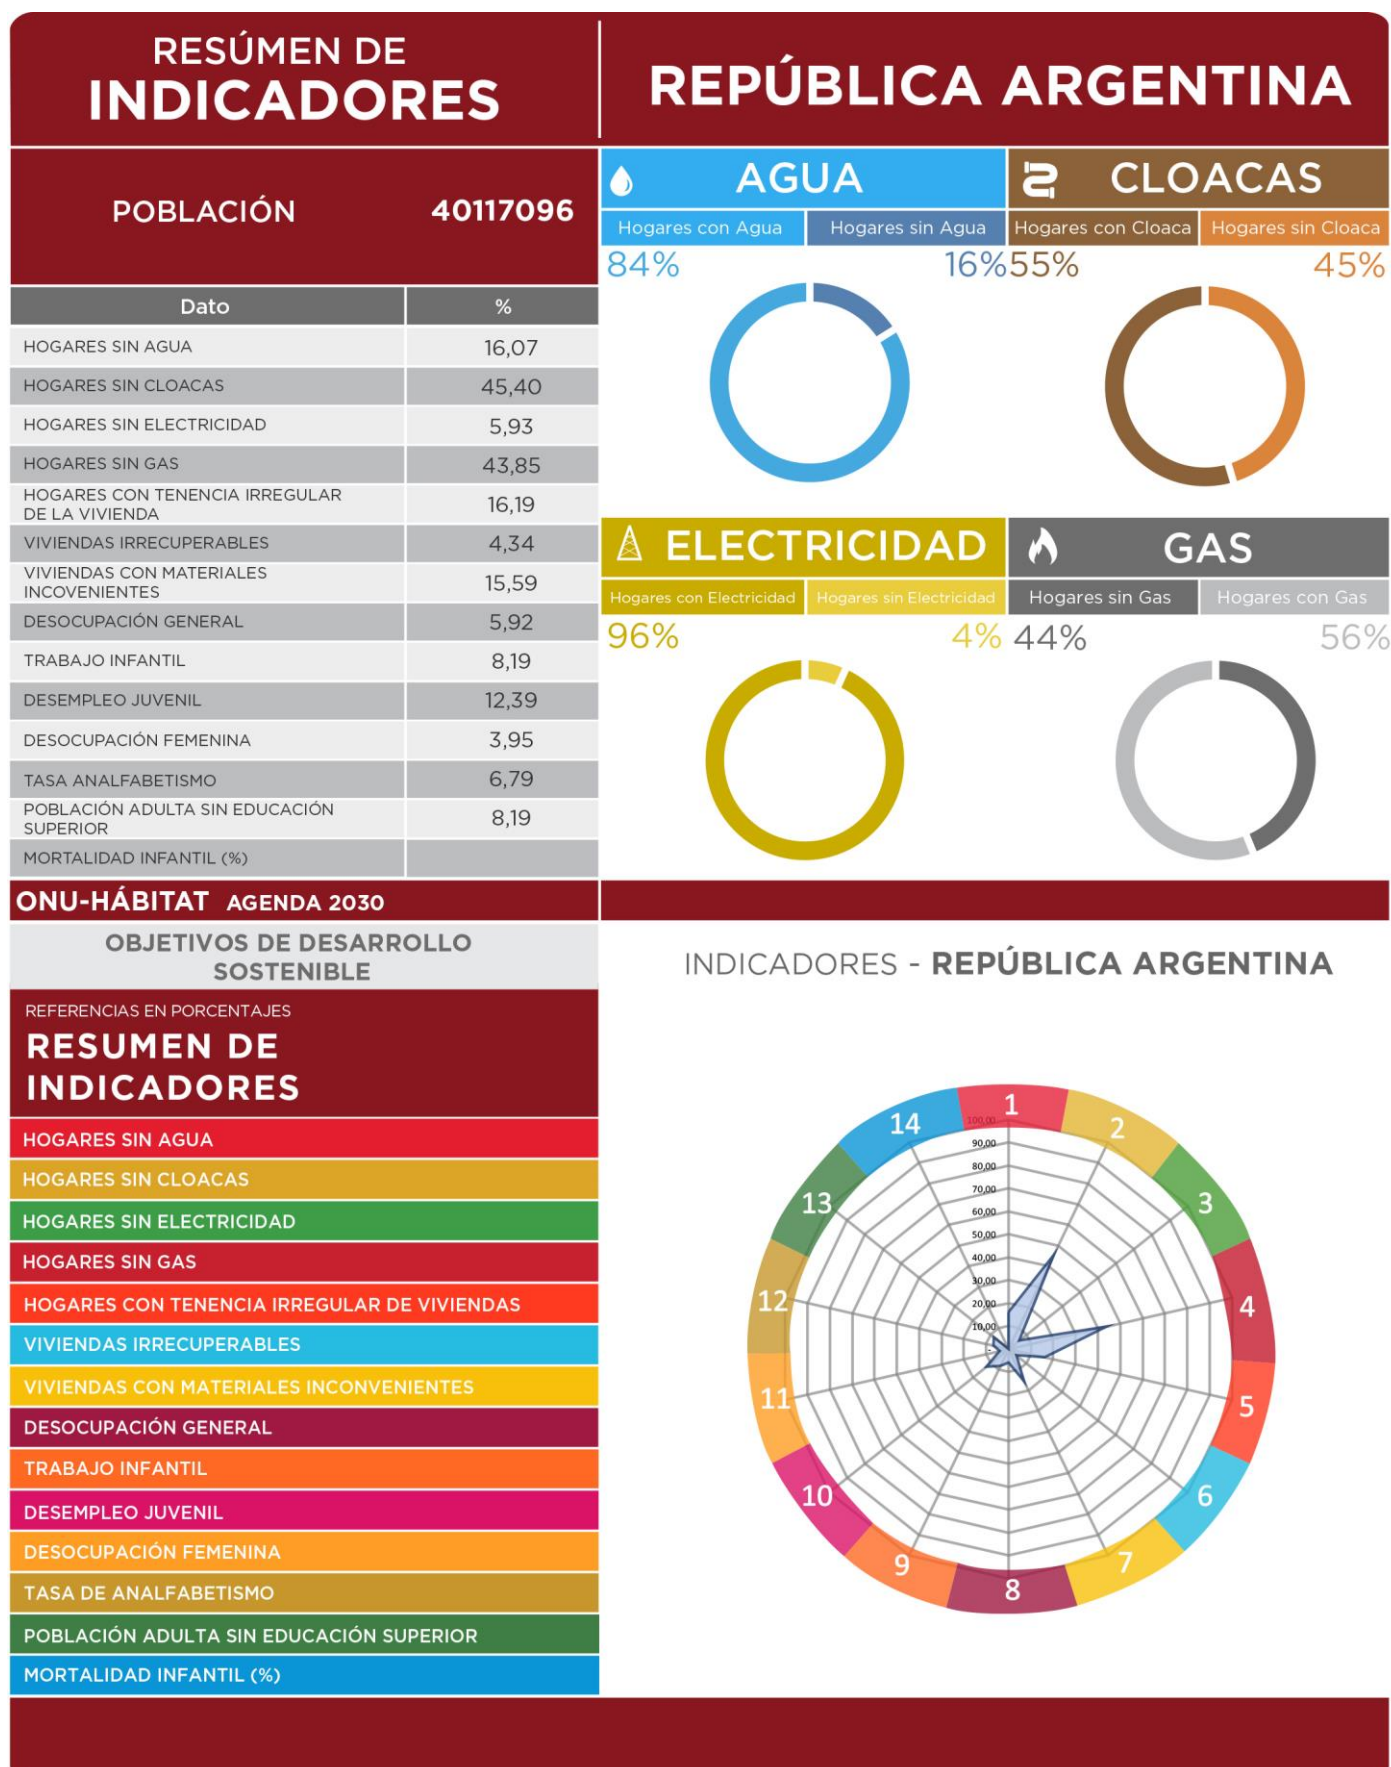 RESÚMEN DE
INDICADORES
REPÚBLICA ARGENTINA
POBLACIÓN 40117096
Dato %
HOGARES SIN AGUA 16,07
HOGARES SIN CLOACAS 45,40
HOGARES SIN ELECTRICIDAD 5,93
HOGARES SIN GAS 43,85
HOGARES CON TENENCIA IRREGULAR
DE LA VIVIENDA 16,19
VIVIENDAS IRRECUPERABLES 4,34
VIVIENDAS CON MATERIALES
INCOVENIENTES 15,59
DESOCUPACIÓN GENERAL 5,92
TRABAJO INFANTIL 8,19
DESEMPLEO JUVENIL 12,39
DESOCUPACIÓN FEMENINA 3,95
TASA ANALFABETISMO 6,79
POBLACIÓN ADULTA SIN EDUCACIÓN
SUPERIOR 8,19
MORTALIDAD INFANTIL (%)
AGUA
Hogares con Agua Hogares sin Agua
84% 16%
CLOACAS
Hogares con Cloaca Hogares sin Cloaca
55% 45%
ELECTRICIDAD
Hogares con Electricidad Hogares sin Electricidad
96% 4%
GAS
Hogares sin Gas Hogares con Gas
44% 56%
ONU-HÁBITAT AGENDA 2030
OBJETIVOS DE DESARROLLO
SOSTENIBLE
REFERENCIAS EN PORCENTAJES
RESUMEN DE
INDICADORES
HOGARES SIN AGUA
HOGARES SIN CLOACAS
HOGARES SIN ELECTRICIDAD
HOGARES SIN GAS
HOGARES CON TENENCIA IRREGULAR DE VIVIENDAS
VIVIENDAS IRRECUPERABLES
VIVIENDAS CON MATERIALES INCONVENIENTES
DESOCUPACIÓN GENERAL
TRABAJO INFANTIL
DESEMPLEO JUVENIL
DESOCUPACIÓN FEMENINA
TASA DE ANALFABETISMO
POBLACIÓN ADULTA SIN EDUCACIÓN SUPERIOR
MORTALIDAD INFANTIL (%)
INDICADORES - REPÚBLICA ARGENTINA
1
2
3
4
5
6
7
8
9
10
11
12
13
14
100,00
90,00
80,00
70,00
60,00
50,00
40,00
30,00
20,00
10,00
-